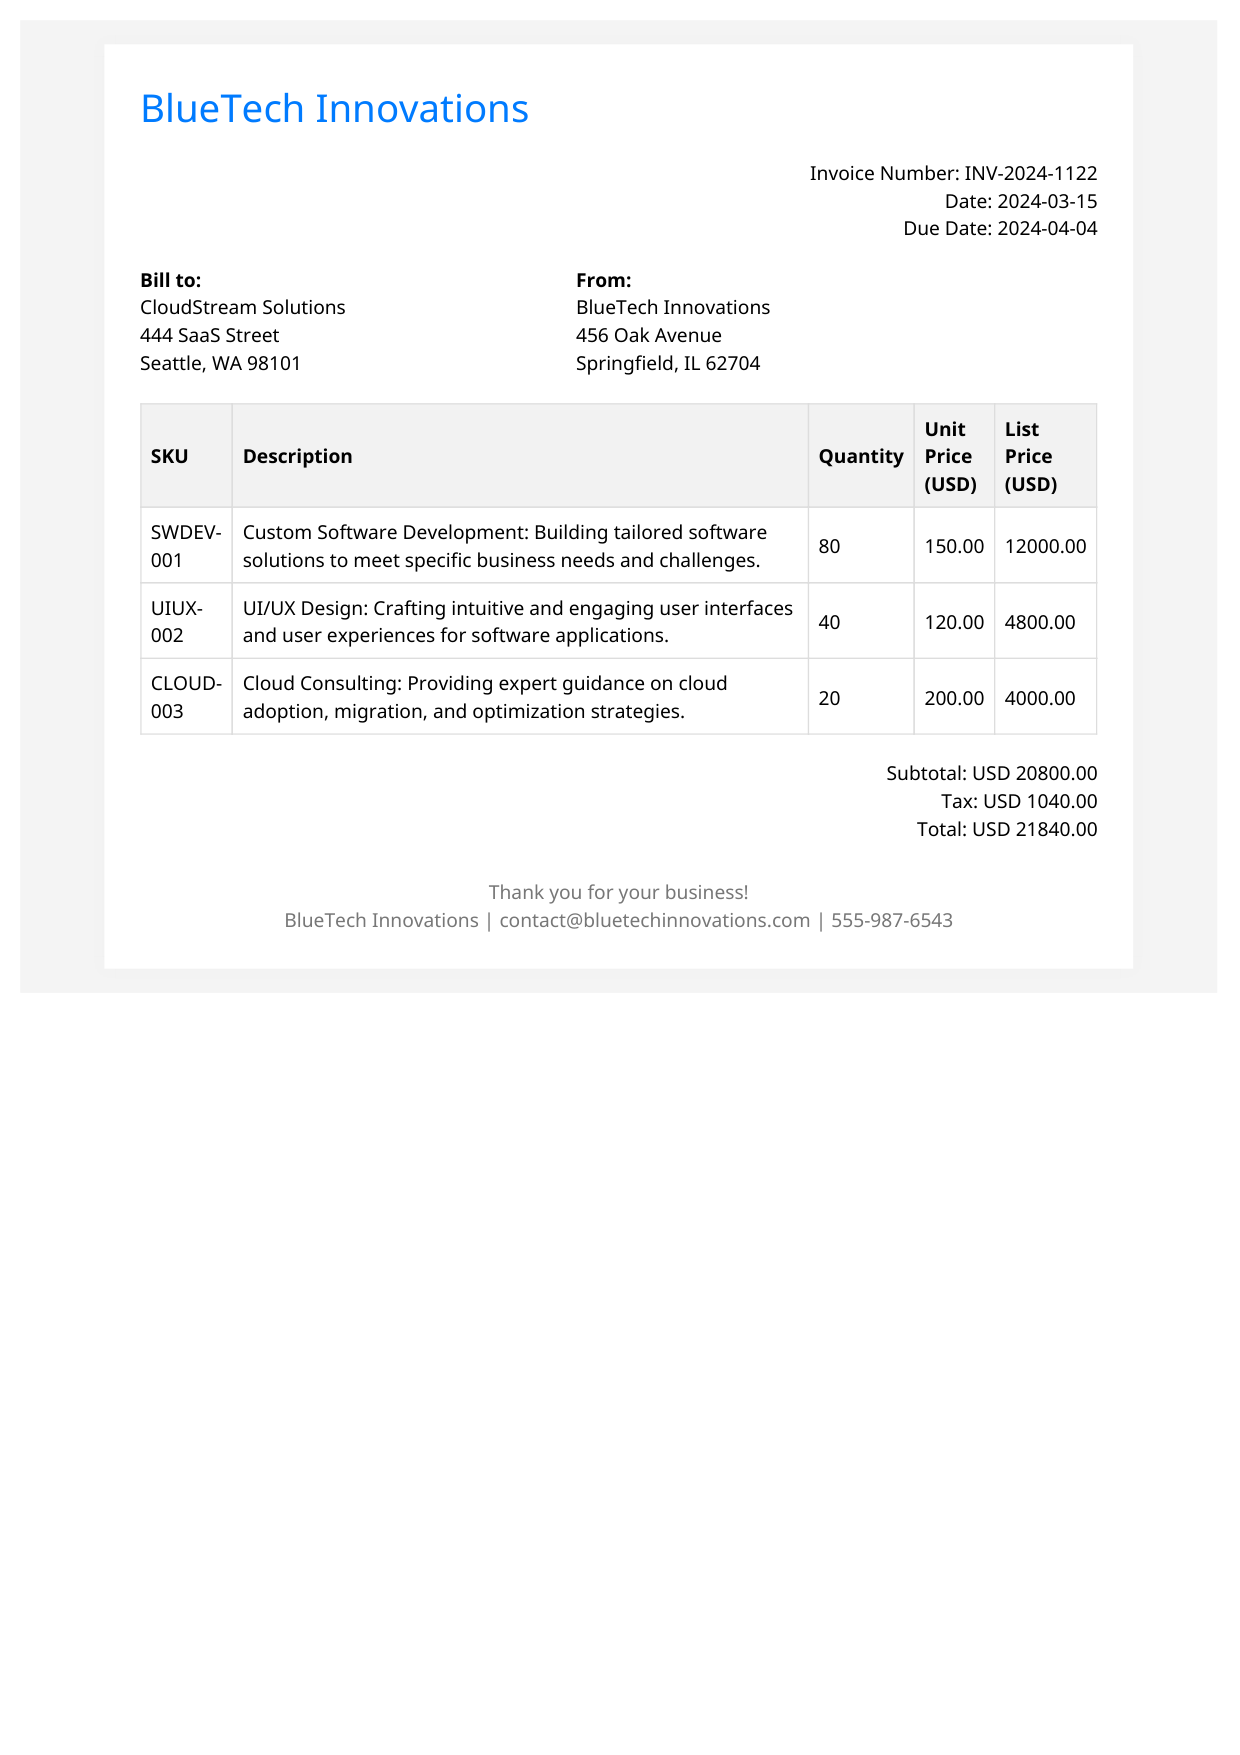 BlueTech Innovations
Invoice Number: INV-2024-1122
Date: 2024-03-15
Due Date: 2024-04-04
Bill to:
CloudStream Solutions
444 SaaS Street
Seattle, WA 98101
From:
BlueTech Innovations
456 Oak Avenue
Springfield, IL 62704
SKU
Description
Quantity
Unit
Price
(USD)
List
Price
(USD)
SWDEV-
001
Custom Software Development: Building tailored software
solutions to meet specific business needs and challenges.
80
150.00
12000.00
UIUX-
002
UI/UX Design: Crafting intuitive and engaging user interfaces
and user experiences for software applications.
40
120.00
4800.00
CLOUD-
003
Cloud Consulting: Providing expert guidance on cloud
adoption, migration, and optimization strategies.
20
200.00
4000.00
Subtotal: USD 20800.00
Tax: USD 1040.00
Total: USD 21840.00
Thank you for your business!
BlueTech Innovations | contact@bluetechinnovations.com | 555-987-6543